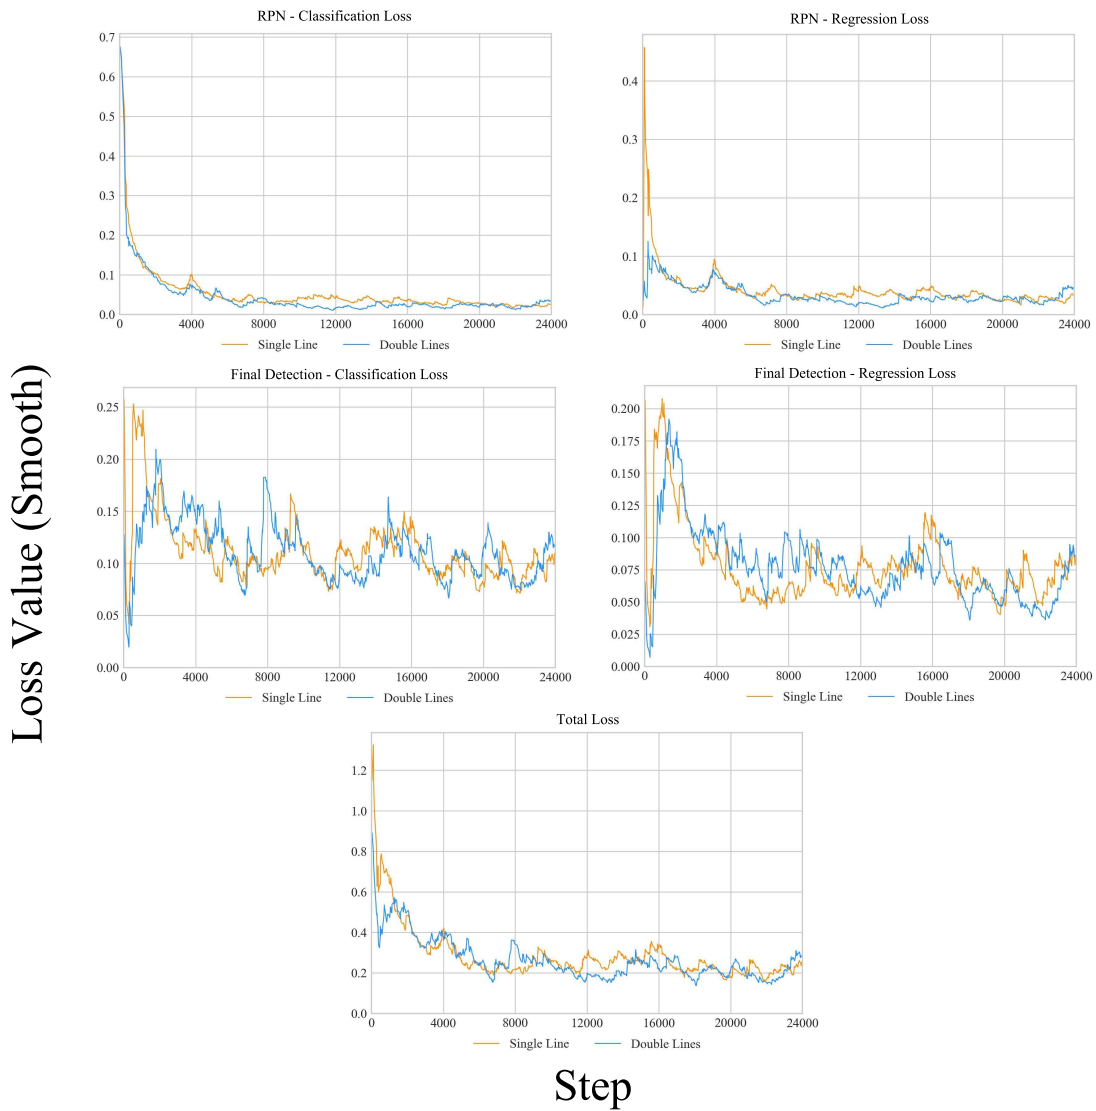 RPN - Classification Loss
0.7
0.6
0.5
0.4
0.3
0.2
0.1
0.0
0 4000 8000 12000 16000 20000 24000
Single Line Double Lines
RPN - Regression Loss
0.4
0.3
0.2
0.1
0.0
0 4000 8000 12000 16000 20000 24000
Single Line Double Lines
Final Detection - Classification Loss
0.25
0.20
0.15
0.10
0.05
0.00
0 4000 8000 12000 16000 20000 24000
Single Line Double Lines
Final Detection - Regression Loss
0.200
0.175
0.150
0.125
0.100
0.075
0.050
0.025
0.000
0 4000 8000 12000 16000 20000 24000
Single Line Double Lines
Loss Value (Smooth)
Total Loss
1.2
1.0
0.8
0.6
0.4
0.2
0.0
0 4000 8000 12000 16000 20000 24000
Single Line Double Lines
Step